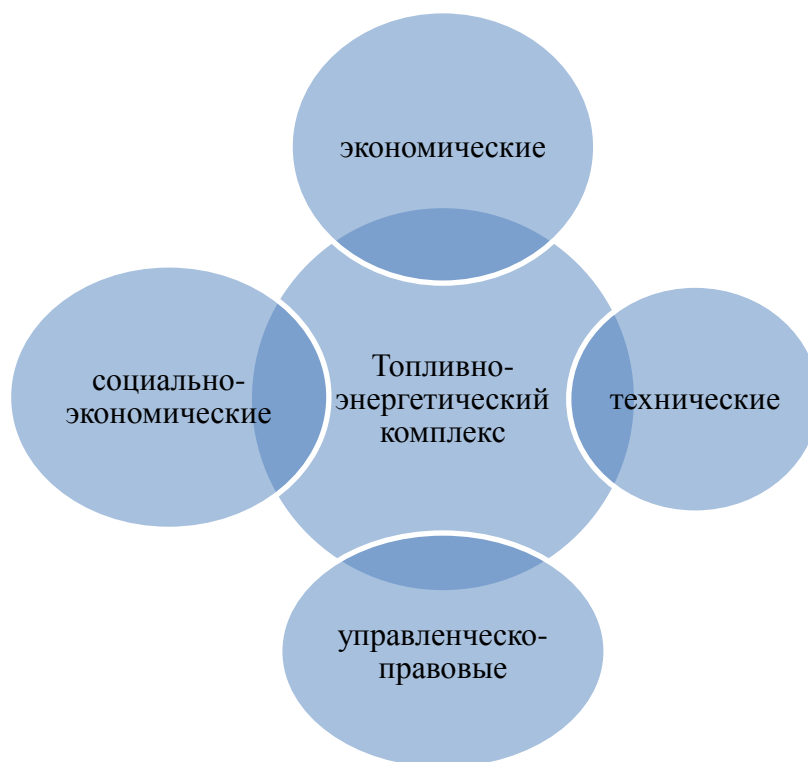 экономические
социально-
экономические
Топливно-
энергетический
комплекс
технические
управленческо-
правовые